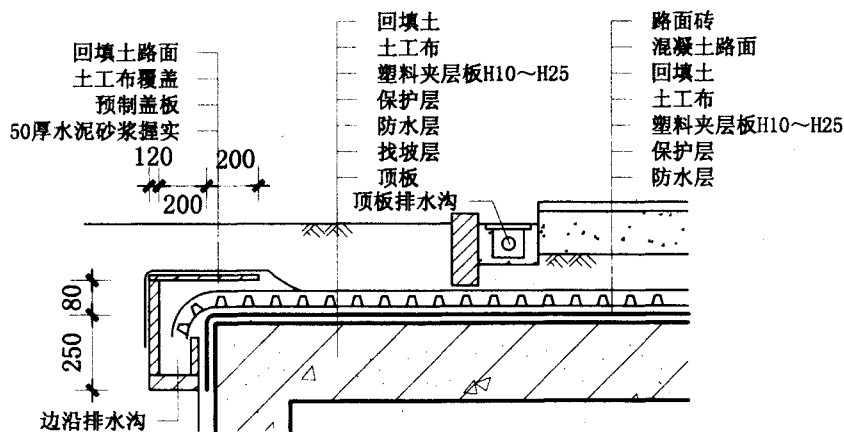 回填土路面
土工布覆盖
预制盖板
50厚水泥砂浆握实
120
200
200
回填土
土工布
塑料夹层板H10～H25
保护层
防水层
找坡层
顶板
顶板排水沟
路面砖
混凝土路面
回填土
土工布
塑料夹层板H10～H25
保护层
防水层
80
250
边沿排水沟